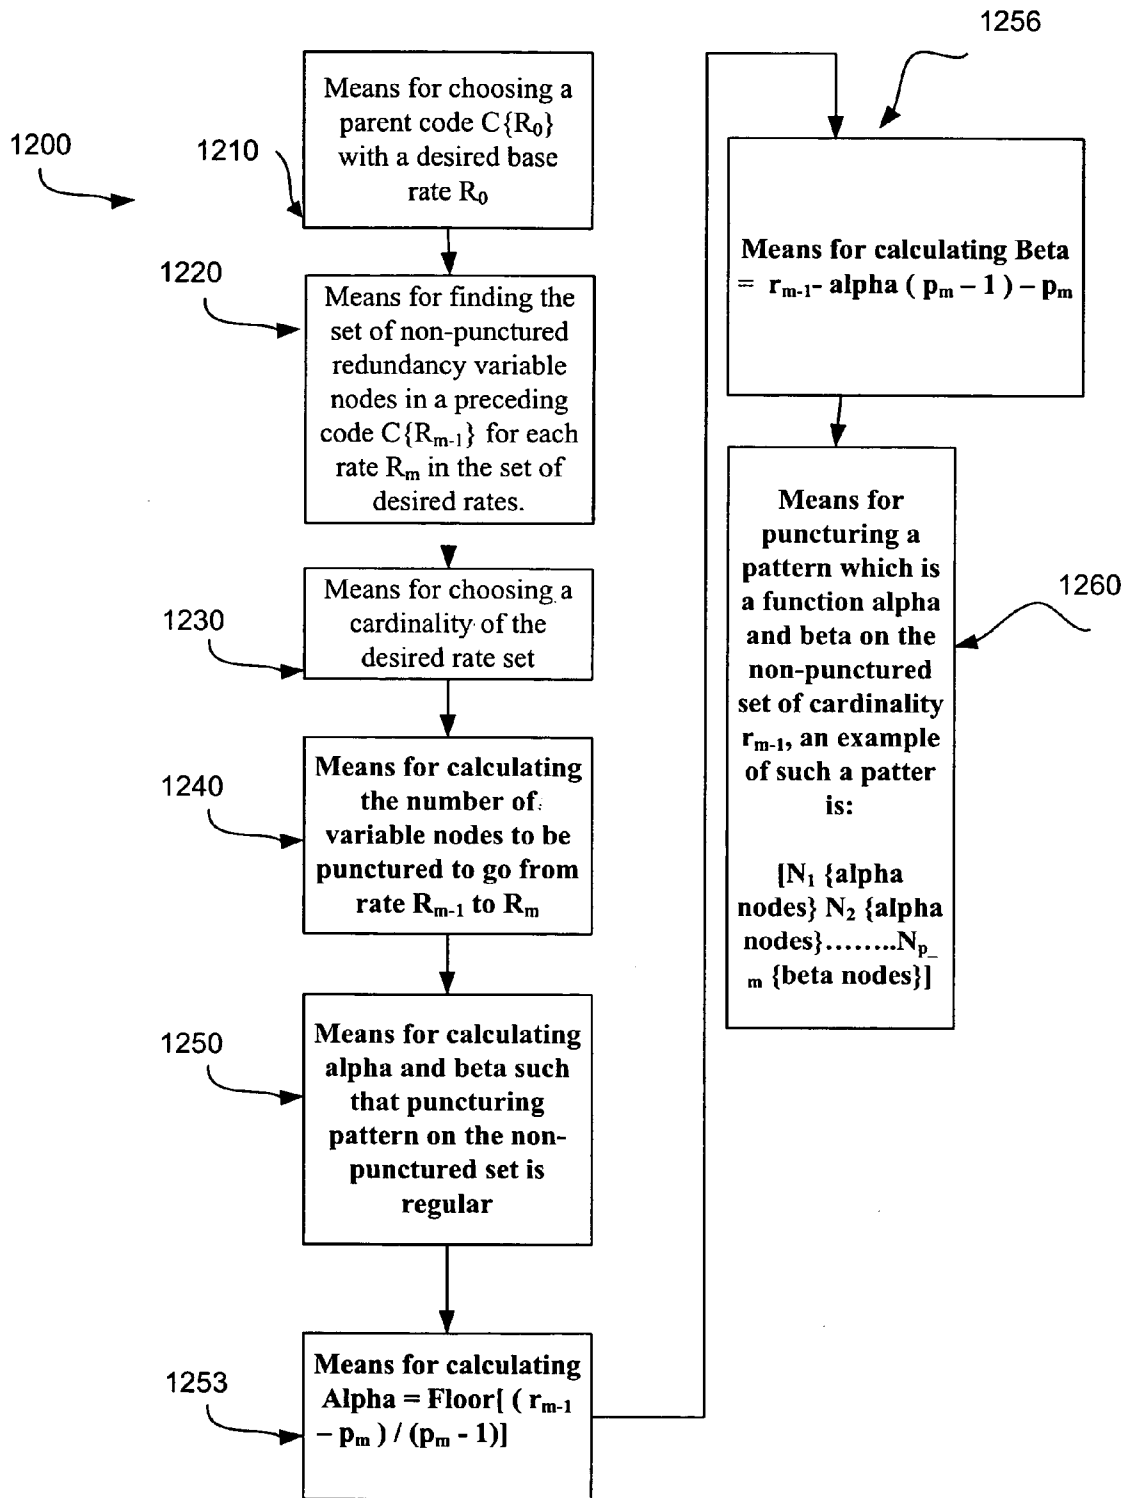 1200
1210
Means for choosing a
parent code C{R₀}
with a desired base
rate R₀
1220
Means for finding the
set of non-punctured
redundancy variable
nodes in a preceding
code C{Rₘ₋₁} for each
rate Rₘ in the set of
desired rates.
1230
Means for choosing a
cardinality of the
desired rate set
1240
Means for calculating
the number of
variable nodes to be
punctured to go from
rate Rₘ₋₁ to Rₘ
1250
Means for calculating
alpha and beta such
that puncturing
pattern on the non-
punctured set is
regular
1253
Means for calculating
Alpha = Floor[ ( rₘ₋₁
– pₘ ) / (pₘ - 1)]
1256
Means for calculating Beta
= rₘ₋₁- alpha ( pₘ – 1 ) – pₘ
1260
Means for
puncturing a
pattern which is
a function alpha
and beta on the
non-punctured
set of cardinality
rₘ₋₁, an example
of such a patter
is:
[N₁ {alpha
nodes} N₂ {alpha
nodes}........Nₚ_
ₘ {beta nodes}]